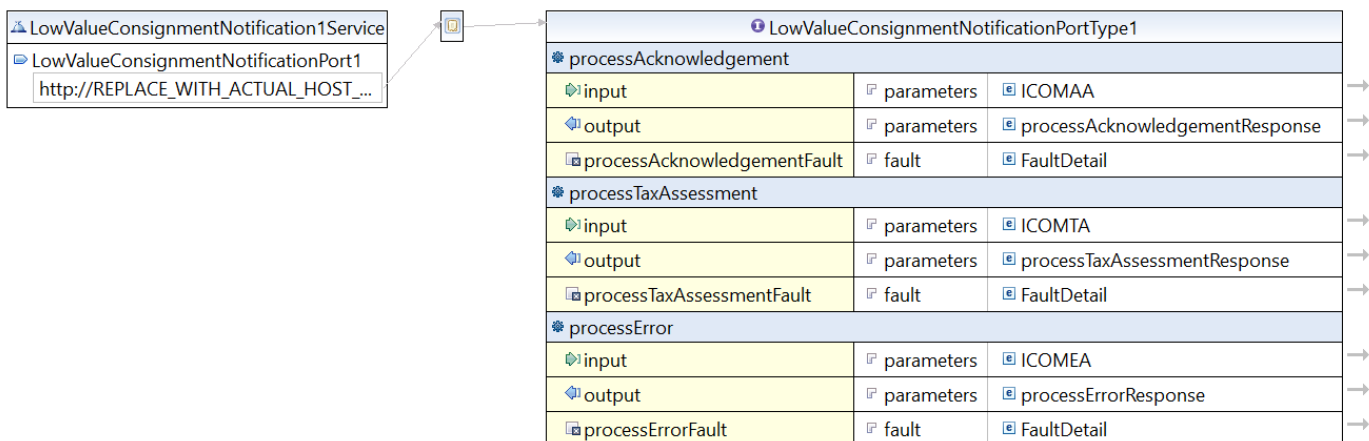 LowValueConsignmentNotification1Service
LowValueConsignmentNotificationPort1
http://REPLACE_WITH_ACTUAL_HOST_...
LowValueConsignmentNotificationPortType1
processAcknowledgement
input parameters ICOMAA
output parameters processAcknowledgementResponse
processAcknowledgementFault fault FaultDetail
processTaxAssessment
input parameters ICOMTA
output parameters processTaxAssessmentResponse
processTaxAssessmentFault fault FaultDetail
processError
input parameters ICOMEA
output parameters processErrorResponse
processErrorFault fault FaultDetail